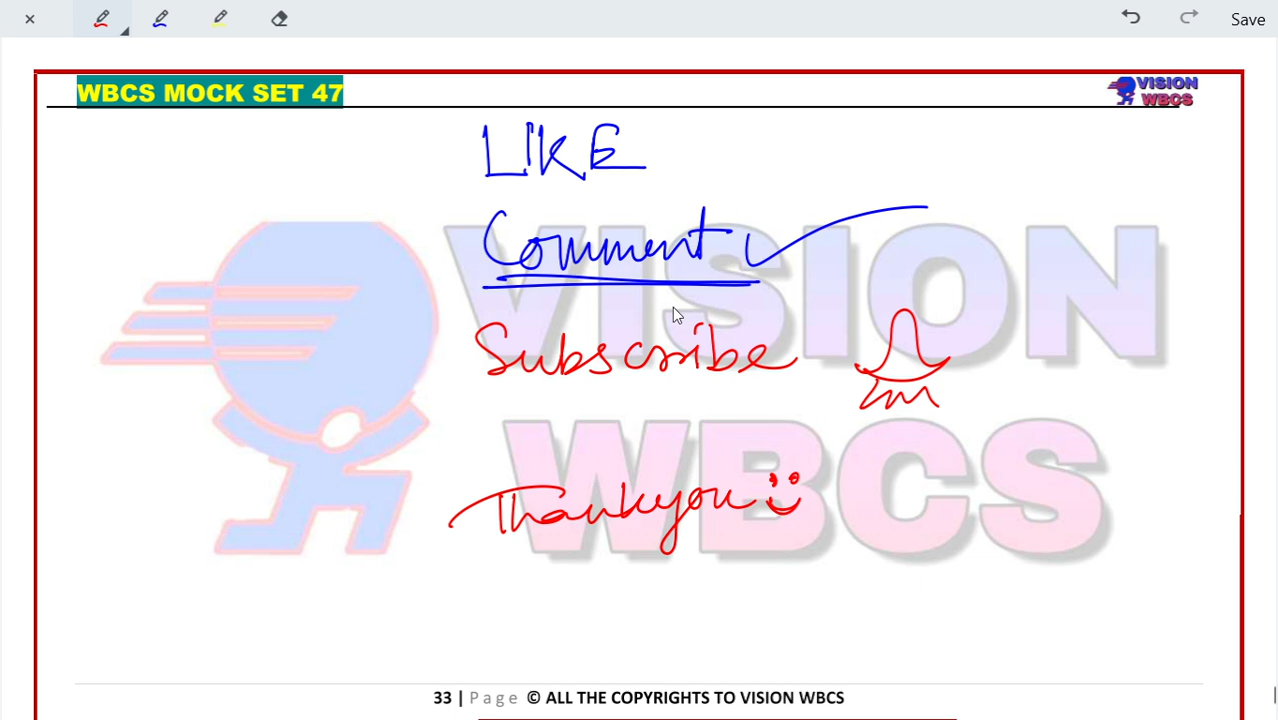 Save
WBCS MOCK SET 47
VISION
WBCS
LIKE
Comment
Subscribe
Thankyou
VISION
WBCS
33 | Page © ALL THE COPYRIGHTS TO VISION WBCS